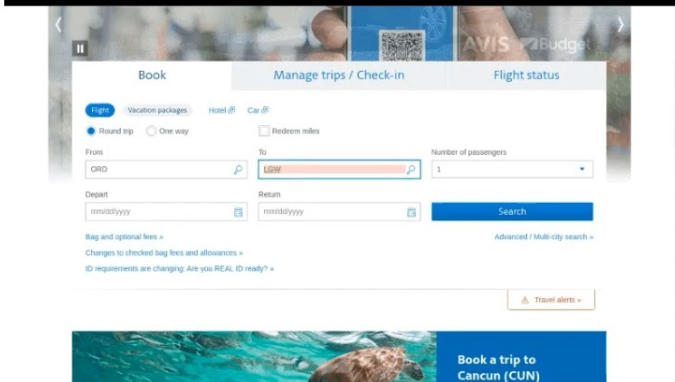 AVIS Budget
Book
Manage trips / Check-in
Flight status
Flight
Vacation packages
Hotel
Car
Round trip
One way
Redeem miles
From
To
Number of passengers
ORD
LGW
1
Depart
Return
mm/dd/yyyy
mm/dd/yyyy
Search
Bag and optional fees »
Advanced / Multi-city search »
Changes to checked bag fees and allowances »
ID requirements are changing: Are you REAL ID ready? »
Travel alerts »
Book a trip to
Cancun (CUN)